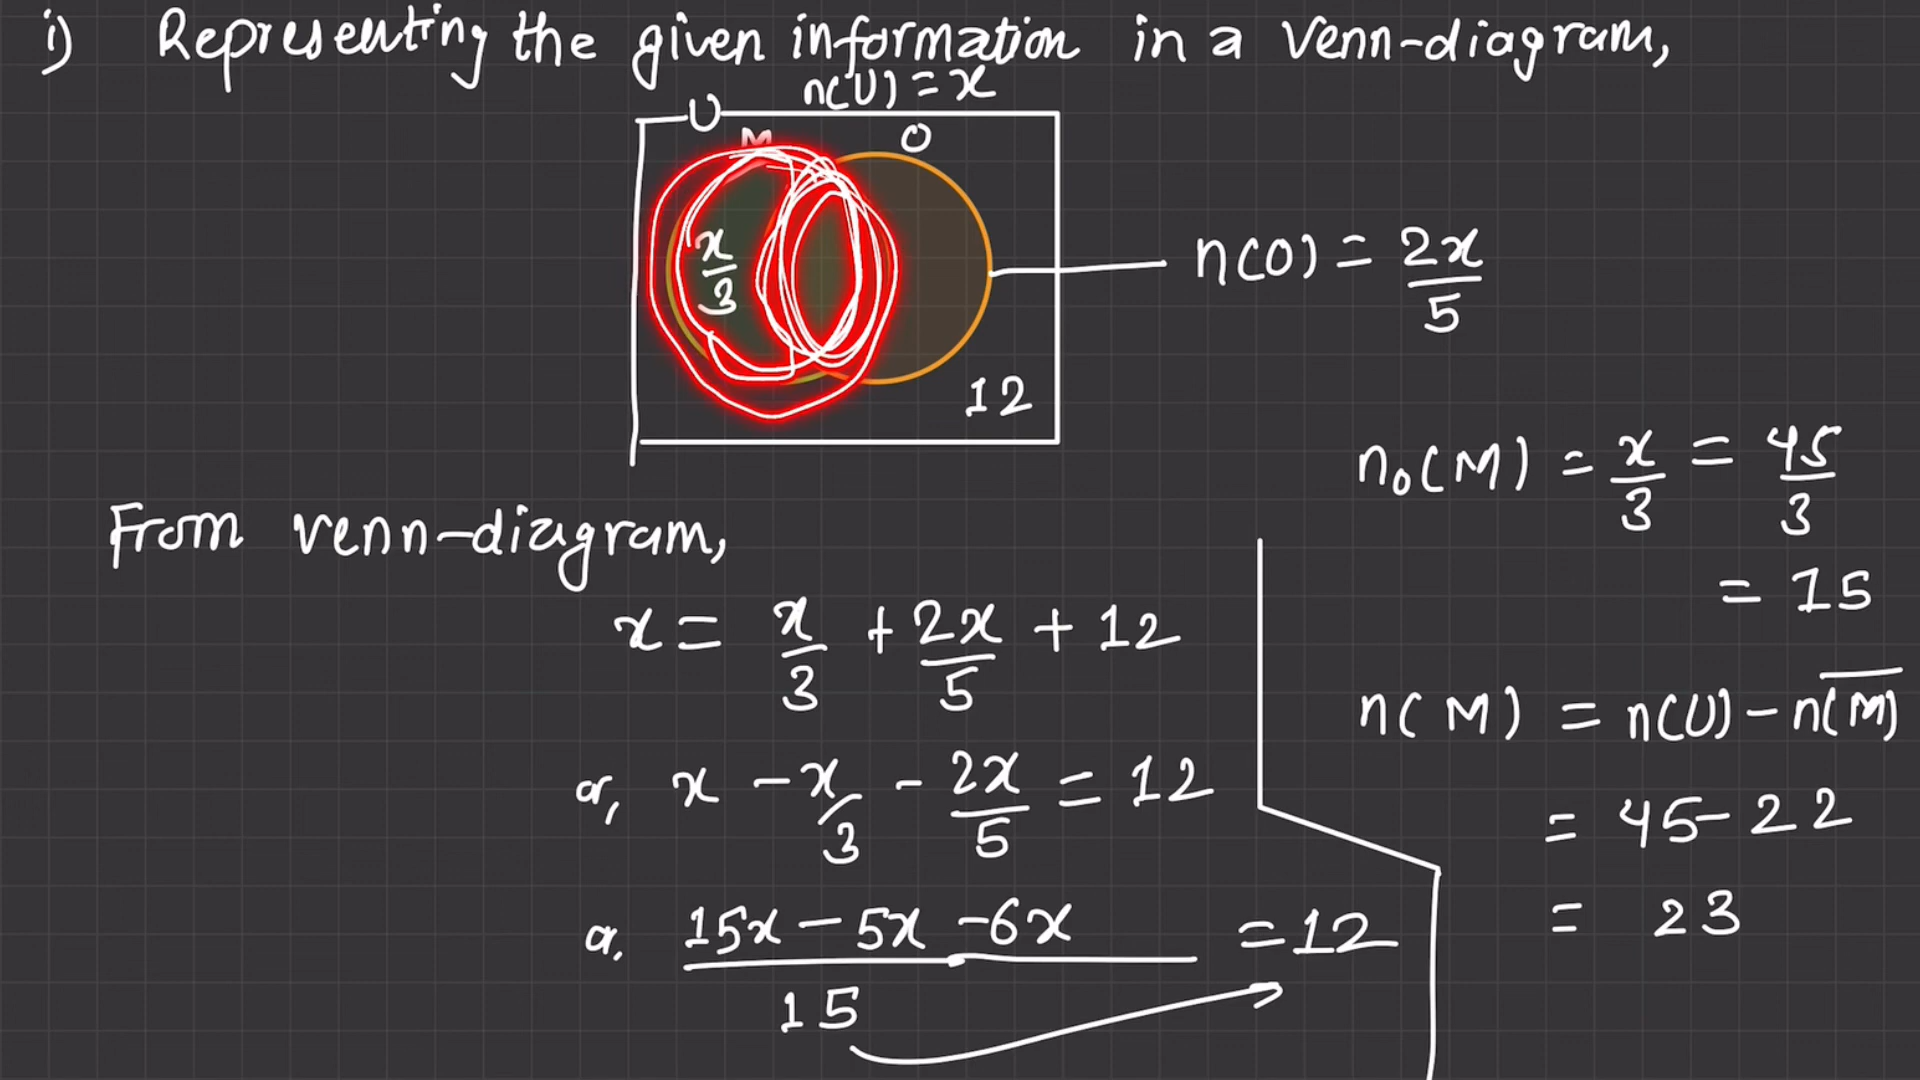 i) Representing the given information in a Venn-diagram,
n(U) = x
U
M
O
x/3
n(O) = 2x/5
12
From venn-diagram,
x = x/3 + 2x/5 + 12
or, x - x/3 - 2x/5 = 12
or, (15x - 5x - 6x)/15 = 12
n₀(M) = x/3 = 45/3
= 15
n(M) = n(U) - n(M)̅
= 45 - 22
= 23